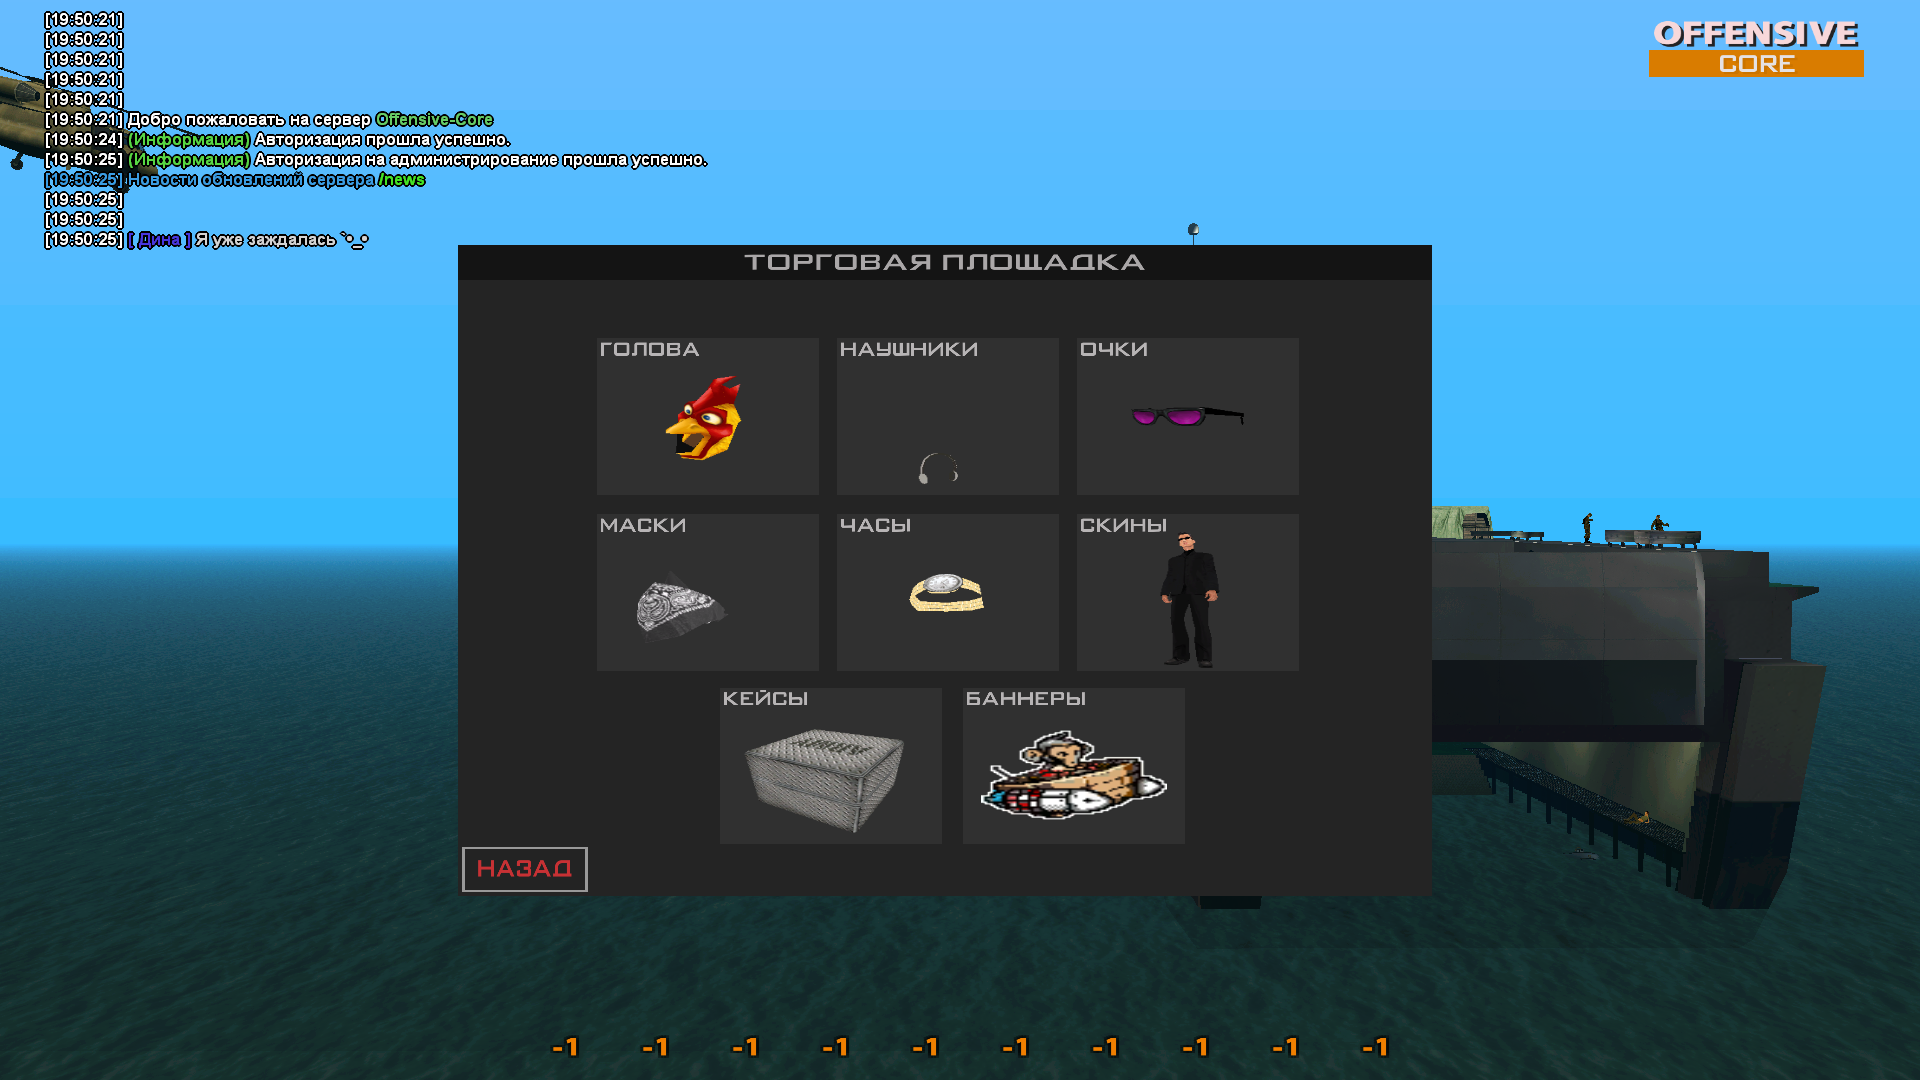 [19:50:21]
[19:50:21]
[19:50:21]
[19:50:21]
[19:50:21]
[19:50:21] Добро пожаловать на сервер Offensive-Core
[19:50:24] (Информация) Авторизация прошла успешно.
[19:50:25] (Информация) Авторизация на администрирование прошла успешно.
[19:50:25] Новости обновлений сервера /news
[19:50:25]
[19:50:25]
[19:50:25] [ Дина ] Я уже заждалась `•_•
OFFENSIVE
CORE
ТОРГОВАЯ ПЛОЩАДКА
ГОЛОВА
НАУШНИКИ
ОЧКИ
МАСКИ
ЧАСЫ
СКИНЫ
КЕЙСЫ
БАННЕРЫ
НАЗАД
-1 -1 -1 -1 -1 -1 -1 -1 -1 -1